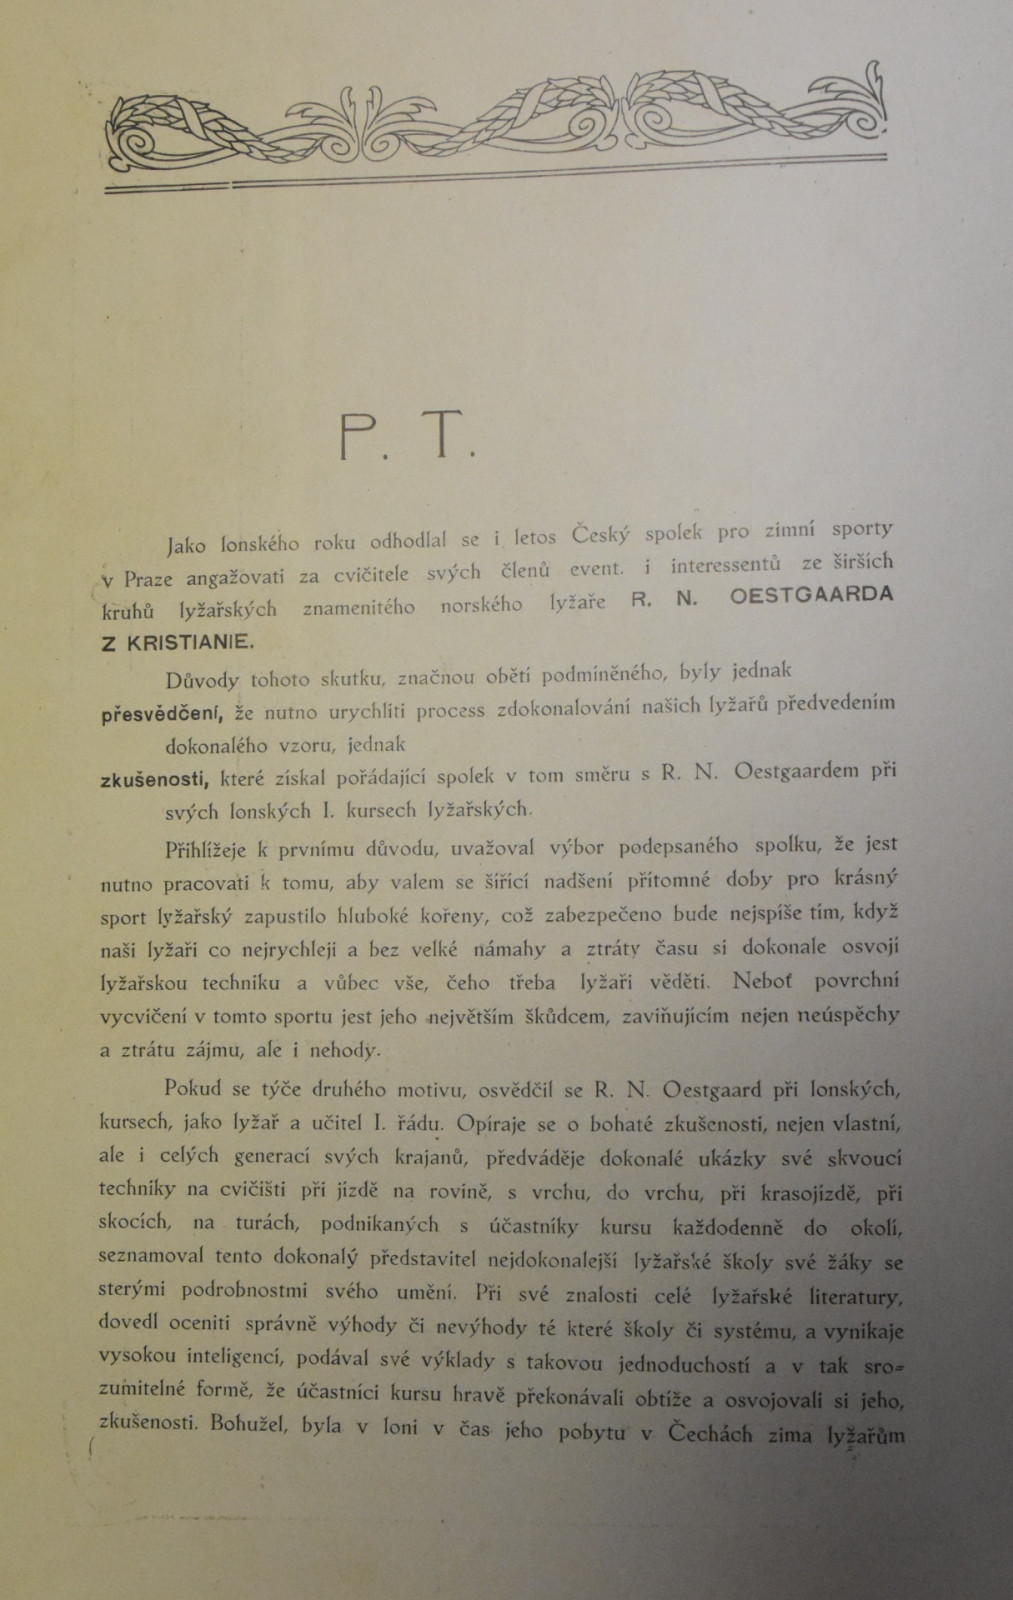 P. T.
Jako lonského roku odhodlal se i letos Český spolek pro zimní sporty
v Praze angažovati za cvičitele svých členů event. i interessentů ze širších
kruhů lyžařských znamenitého norského lyžaře R. N. OESTGAARDA
Z KRISTIANIE.
Důvody tohoto skutku, značnou obětí podmíněného, byly jednak
přesvědčení, že nutno urychliti process zdokonalování našich lyžařů předvedením
dokonalého vzoru, jednak
zkušenosti, které získal pořádající spolek v tom směru s R. N. Oestgaardem při
svých lonských I. kursech lyžařských.
Přihlížeje k prvnímu důvodu, uvažoval výbor podepsaného spolku, že jest
nutno pracovati k tomu, aby valem se šířící nadšení přítomné doby pro krásný
sport lyžařský zapustilo hluboké kořeny, což zabezpečeno bude nejspíše tím, když
naši lyžaři co nejrychleji a bez velké námahy a ztráty času si dokonale osvojí
lyžařskou techniku a vůbec vše, čeho třeba lyžaři věděti. Neboť povrchní
vycvičení v tomto sportu jest jeho největším škůdcem, zaviňujícím nejen neúspěchy
a ztrátu zájmu, ale i nehody.
Pokud se týče druhého motivu, osvědčil se R. N. Oestgaard při lonských,
kursech, jako lyžař a učitel I. řádu. Opíraje se o bohaté zkušenosti, nejen vlastní,
ale i celých generací svých krajanů, předváděje dokonalé ukázky své skvoucí
techniky na cvičišti při jízdě na rovině, s vrchu, do vrchu, při krasojízdě, při
skocích, na turách, podnikaných s účastníky kursu každodenně do okolí,
seznamoval tento dokonalý představitel nejdokonalejší lyžařské školy své žáky se
sterými podrobnostmi svého umění. Při své znalosti celé lyžařské literatury,
dovedl oceniti správně výhody či nevýhody té které školy či systému, a vynikaje
vysokou inteligencí, podával své výklady s takovou jednoduchostí a v tak sro=
zumitelné formě, že účastníci kursu hravě překonávali obtíže a osvojovali si jeho,
zkušenosti. Bohužel, byla v loni v čas jeho pobytu v Čechách zima lyžařům